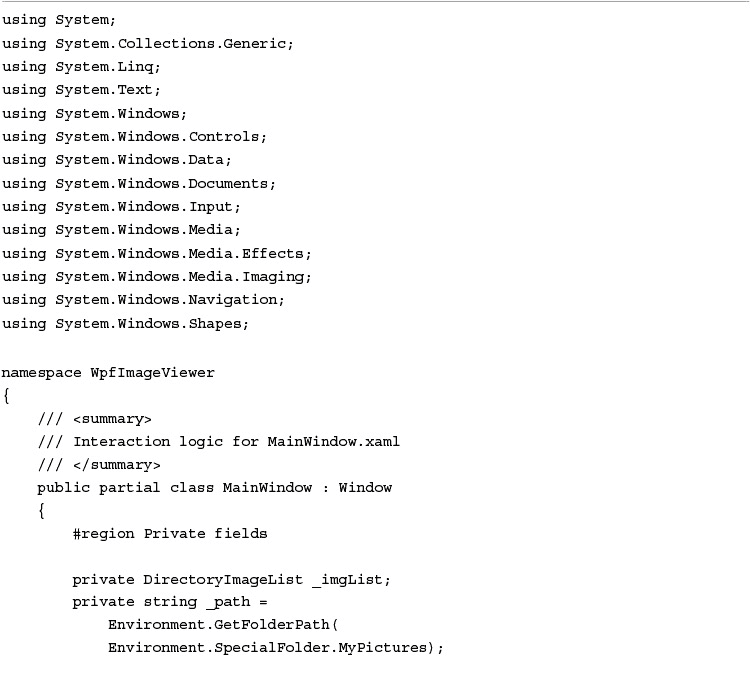 using System;
using System.Collections.Generic;
using System.Linq;
using System.Text;
using System.Windows;
using System.Windows.Controls;
using System.Windows.Data;
using System.Windows.Documents;
using System.Windows.Input;
using System.Windows.Media;
using System.Windows.Media.Effects;
using System.Windows.Media.Imaging;
using System.Windows.Navigation;
using System.Windows.Shapes;

namespace WpfImageViewer
{
    /// <summary>
    /// Interaction logic for MainWindow.xaml
    /// </summary>
    public partial class MainWindow : Window
    {
        #region Private fields

        private DirectoryImageList _imgList;
        private string _path =
            Environment.GetFolderPath(
            Environment.SpecialFolder.MyPictures);